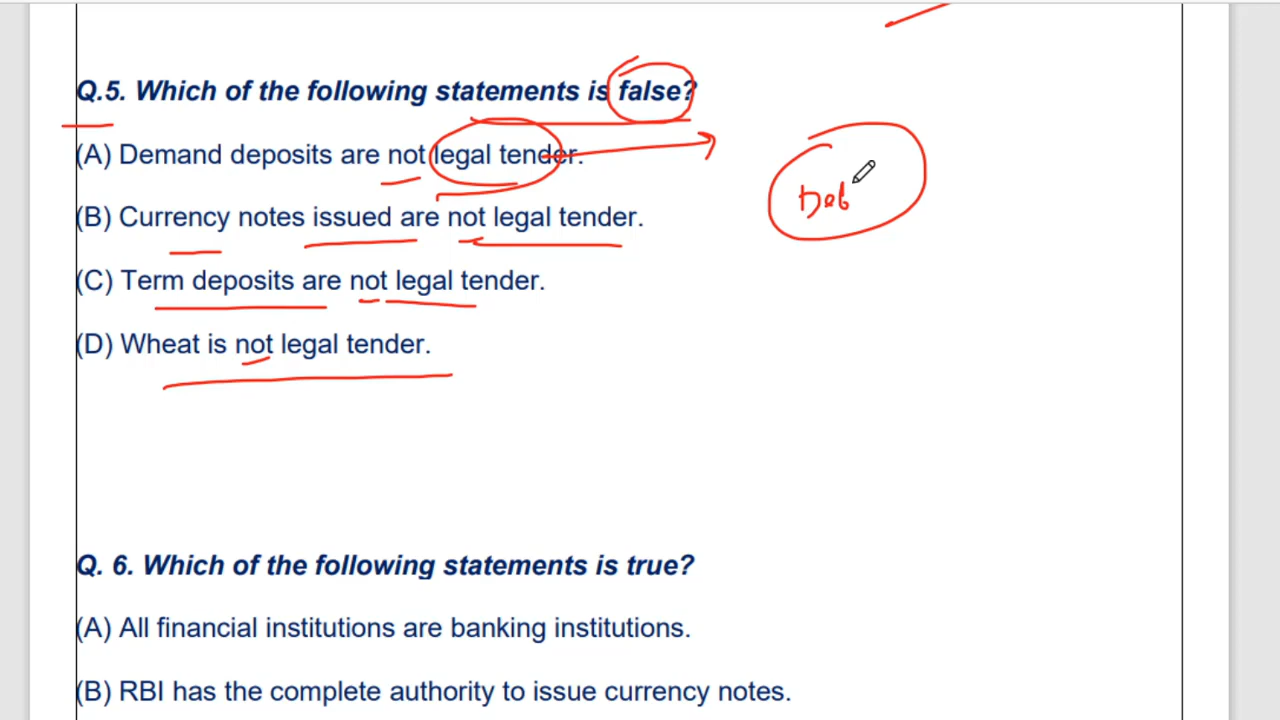 Q.5. Which of the following statements is false?
(A) Demand deposits are not legal tender.
Deb
(B) Currency notes issued are not legal tender.
(C) Term deposits are not legal tender.
(D) Wheat is not legal tender.
Q. 6. Which of the following statements is true?
(A) All financial institutions are banking institutions.
(B) RBI has the complete authority to issue currency notes.